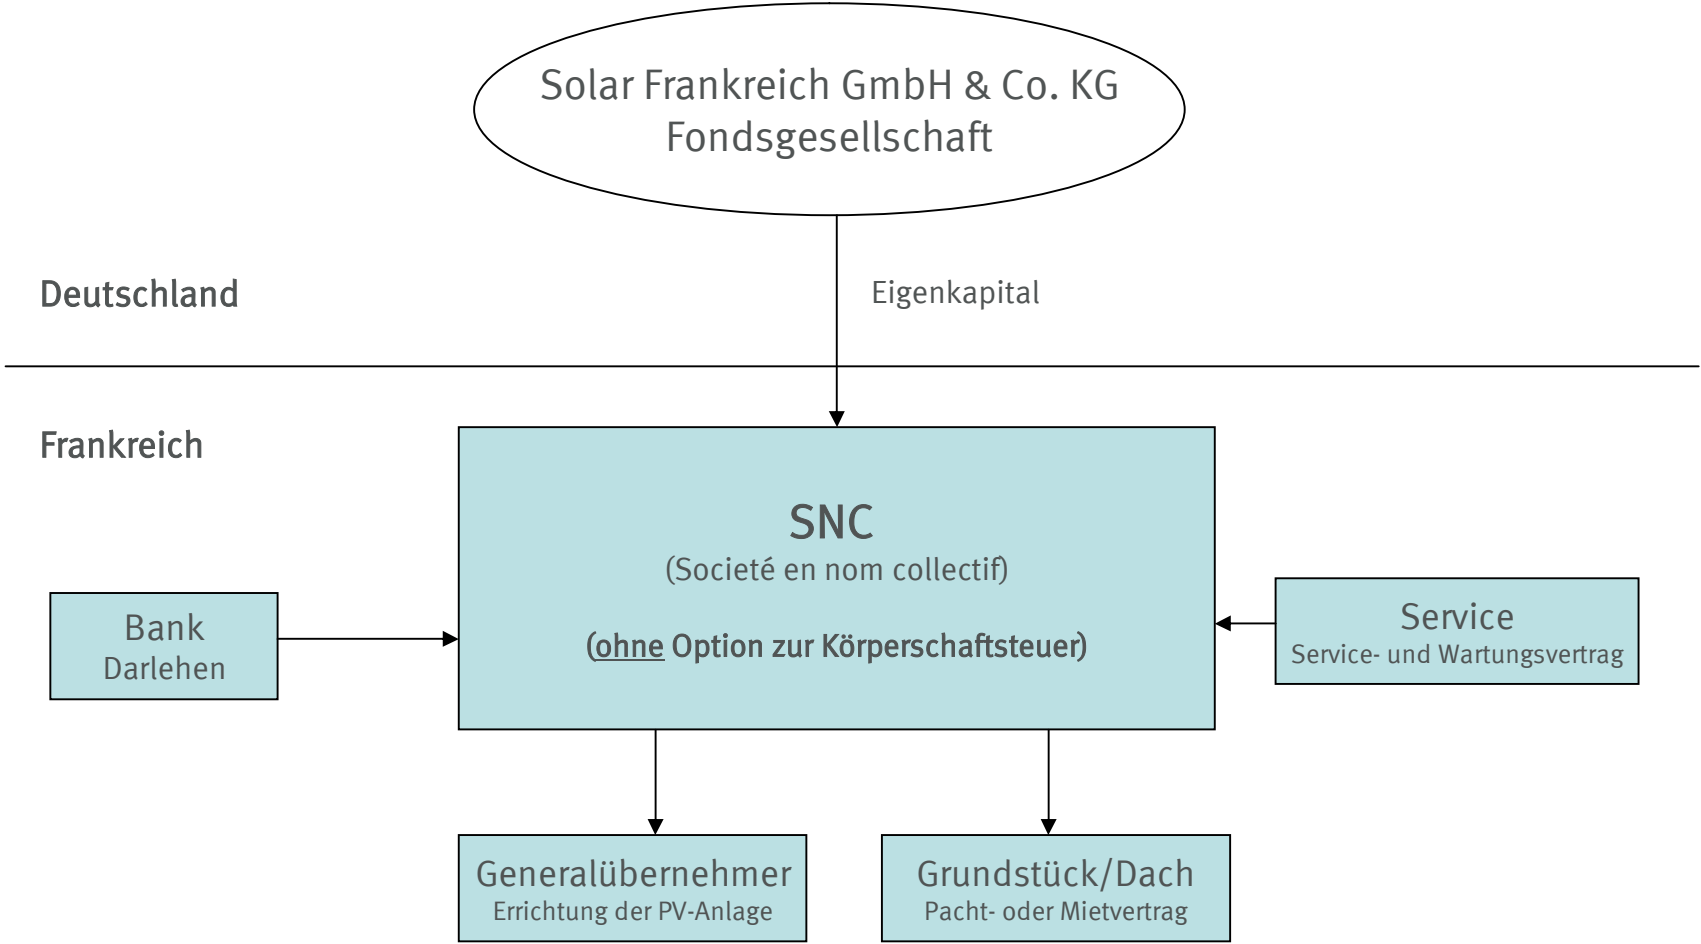 Solar Frankreich GmbH & Co. KG
Fondsgesellschaft
Deutschland
Eigenkapital
Frankreich
SNC
(Societé en nom collectif)
(ohne Option zur Körperschaftsteuer)
Bank
Darlehen
Service
Service- und Wartungsvertrag
Generalübernehmer
Errichtung der PV-Anlage
Grundstück/Dach
Pacht- oder Mietvertrag